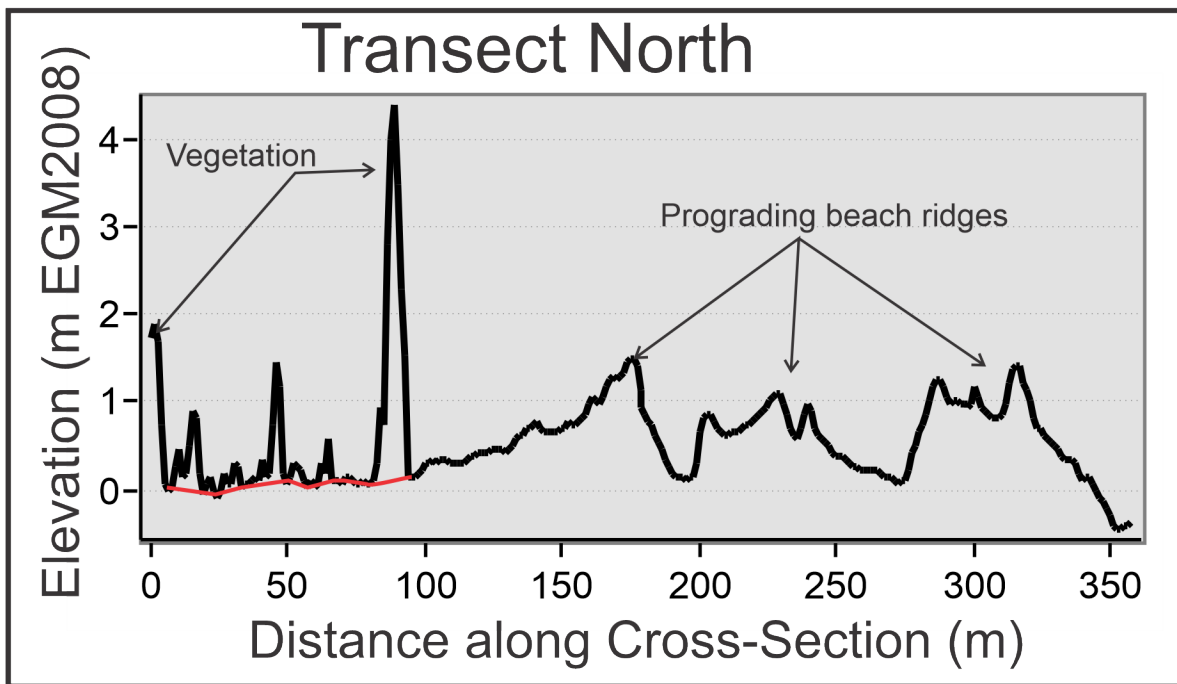 Transect North
Elevation (m EGM2008)
4
3
2
1
0
Vegetation
Prograding beach ridges
0 50 100 150 200 250 300 350
Distance along Cross-Section (m)